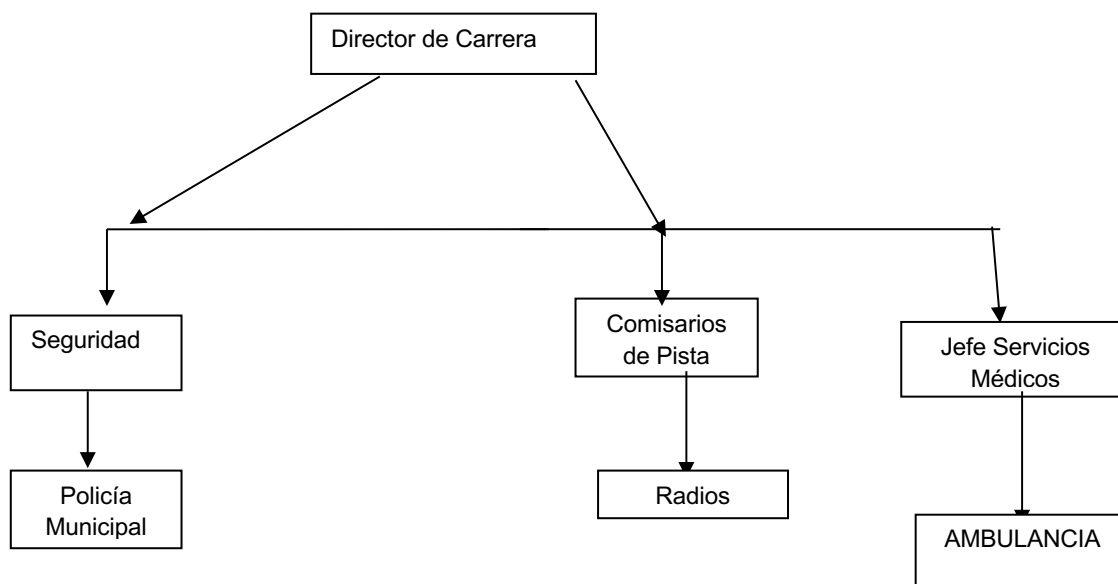 Director de Carrera
Seguridad
Comisarios
de Pista
Jefe Servicios
Médicos
Policía
Municipal
Radios
AMBULANCIA